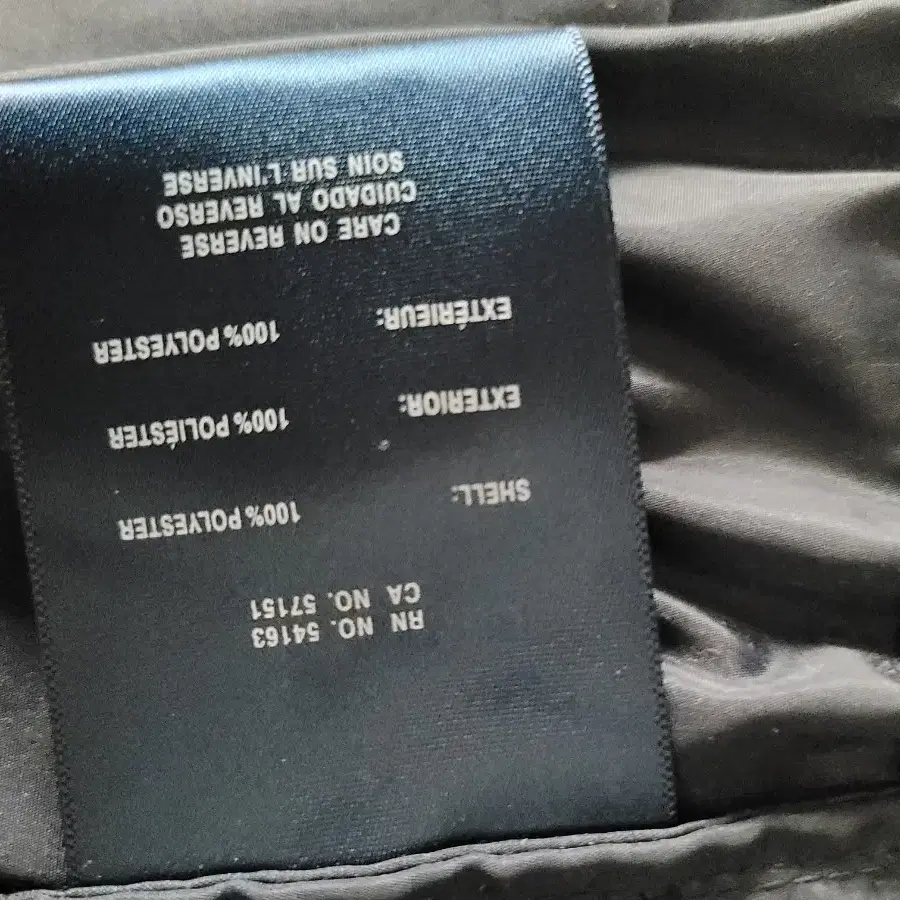 RN NO. 54163
CA NO. 57151
SHELL: 100% POLYESTER
EXTERIOR: 100% POLIÉSTER
EXTÉRIEUR: 100% POLYESTER
CARE ON REVERSE
CUIDADO AL REVERSO
SOIN SUR L'INVERSE